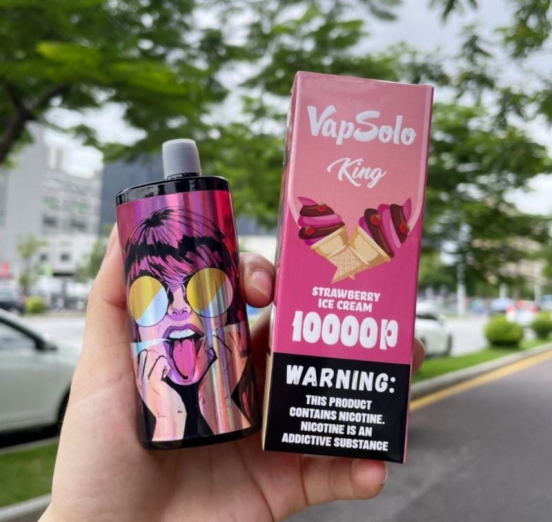 VapSolo
King
STRAWBERRY
ICE CREAM
10000P
WARNING:
THIS PRODUCT
CONTAINS NICOTINE.
NICOTINE IS AN
ADDICTIVE SUBSTANCE